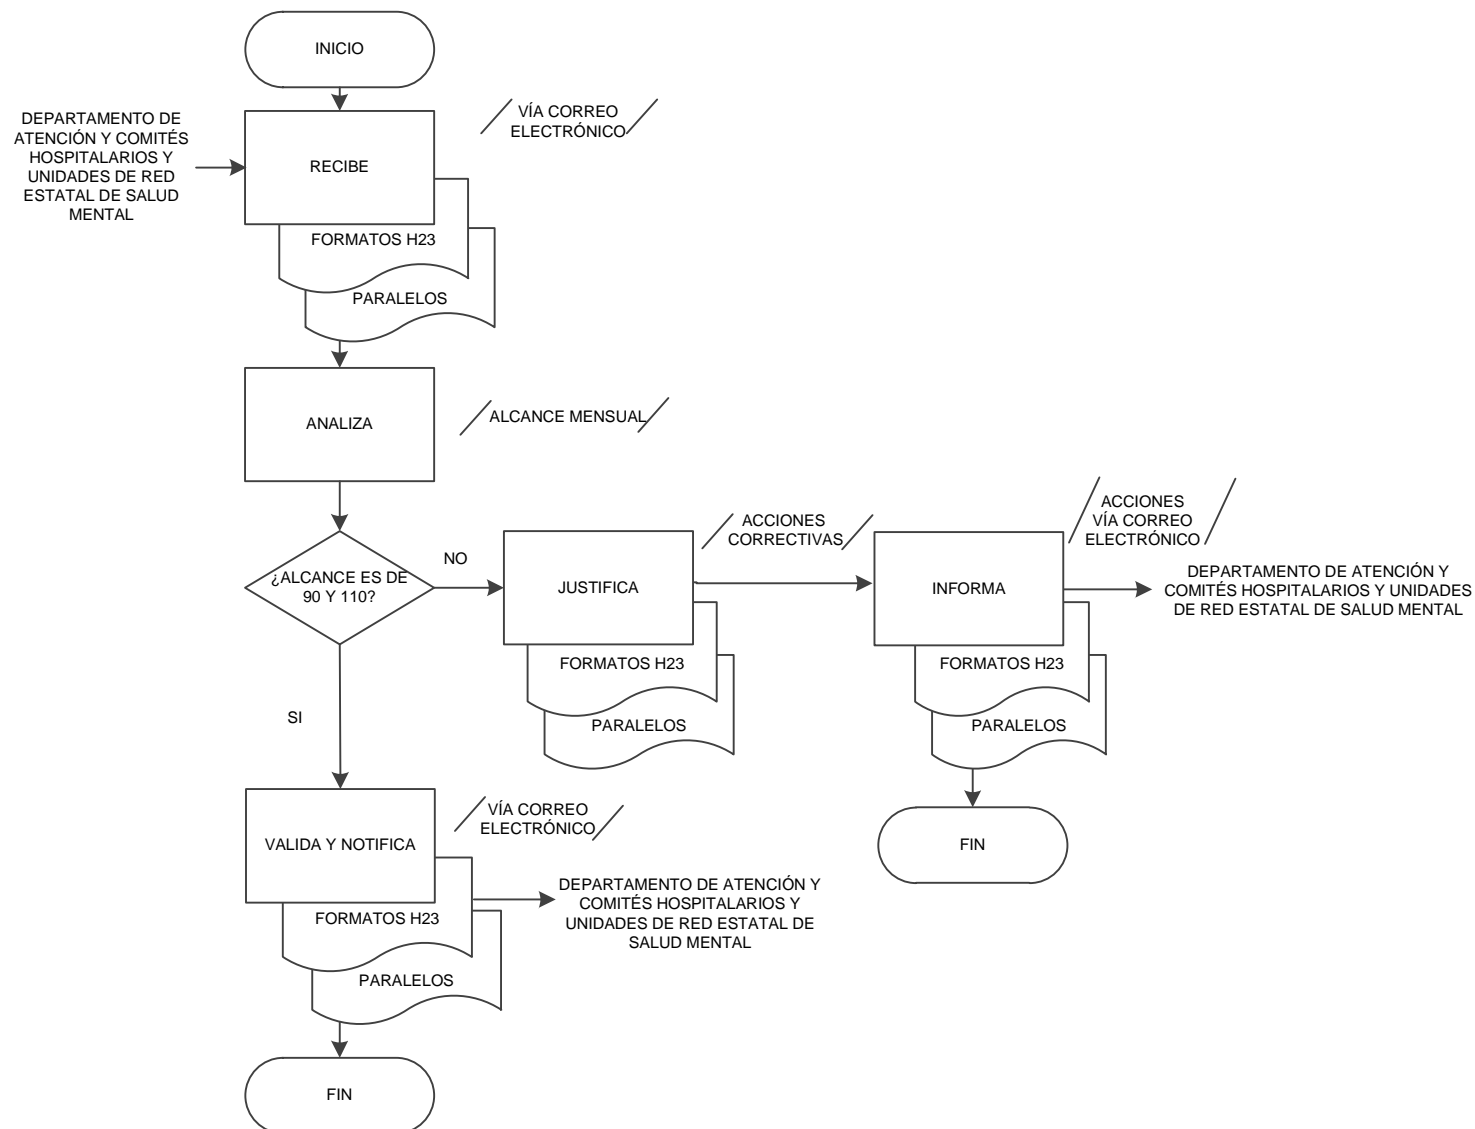 INICIO
DEPARTAMENTO DE
ATENCIÓN Y COMITÉS
HOSPITALARIOS Y
UNIDADES DE RED
ESTATAL DE SALUD
MENTAL
VÍA CORREO
ELECTRÓNICO
RECIBE
FORMATOS H23
PARALELOS
ANALIZA
ALCANCE MENSUAL
¿ALCANCE ES DE
90 Y 110?
NO
JUSTIFICA
ACCIONES
CORRECTIVAS
FORMATOS H23
PARALELOS
INFORMA
ACCIONES
VÍA CORREO
ELECTRÓNICO
DEPARTAMENTO DE ATENCIÓN Y
COMITÉS HOSPITALARIOS Y UNIDADES
DE RED ESTATAL DE SALUD MENTAL
FORMATOS H23
PARALELOS
FIN
SI
VALIDA Y NOTIFICA
VÍA CORREO
ELECTRÓNICO
DEPARTAMENTO DE ATENCIÓN Y
COMITÉS HOSPITALARIOS Y
UNIDADES DE RED ESTATAL DE
SALUD MENTAL
FORMATOS H23
PARALELOS
FIN